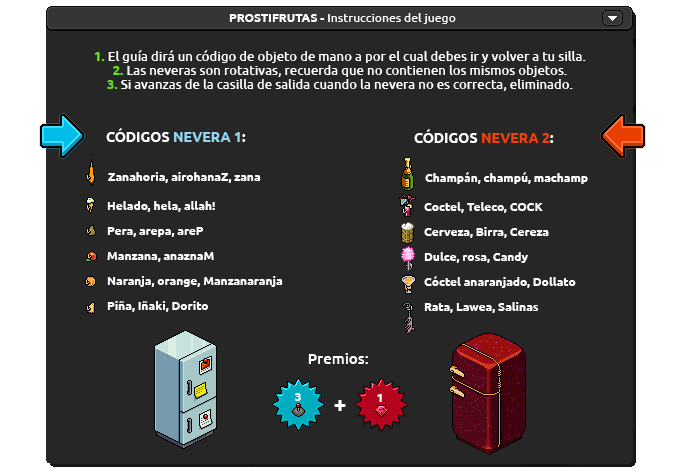 PROSTIFRUTAS - Instrucciones del juego
1. El guía dirá un código de objeto de mano a por el cual debes ir y volver a tu silla.
2. Las neveras son rotativas, recuerda que no contienen los mismos objetos.
3. Si avanzas de la casilla de salida cuando la nevera no es correcta, eliminado.
CÓDIGOS NEVERA 1:
Zanahoria, airohanaZ, zana
Helado, hela, allah!
Pera, arepa, areP
Manzana, anaznaM
Naranja, orange, Manzanaranja
Piña, Iñaki, Dorito
CÓDIGOS NEVERA 2:
Champán, champú, machamp
Coctel, Teleco, COCK
Cerveza, Birra, Cereza
Dulce, rosa, Candy
Cóctel anaranjado, Dollato
Rata, Lawea, Salinas
Premios:
3 + 1